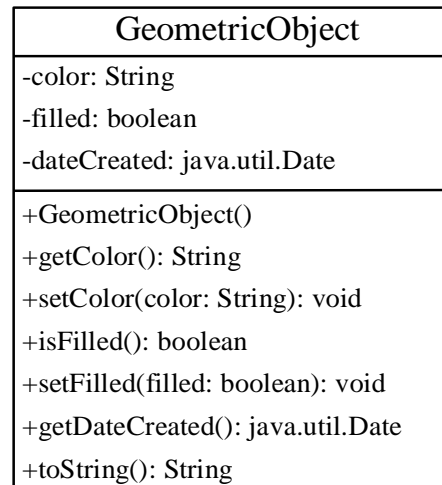 GeometricObject
-color: String
-filled: boolean
-dateCreated: java.util.Date
+GeometricObject()
+getColor(): String
+setColor(color: String): void
+isFilled(): boolean
+setFilled(filled: boolean): void
+getDateCreated(): java.util.Date
+toString(): String